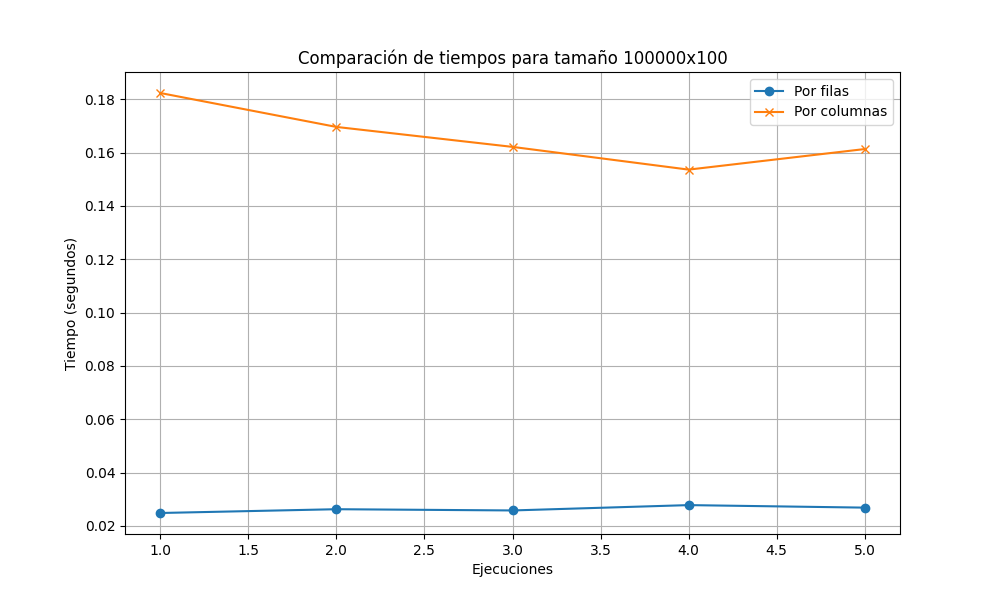 Comparación de tiempos para tamaño 100000x100
Por filas
Por columnas
0.18
0.16
0.14
0.12
0.10
0.08
0.06
0.04
0.02
Tiempo (segundos)
1.0 1.5 2.0 2.5 3.0 3.5 4.0 4.5 5.0
Ejecuciones